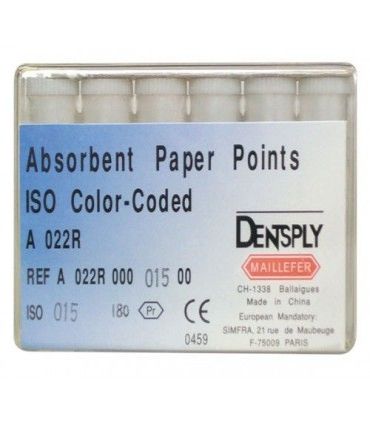 Absorbent Paper Points
ISO Color-Coded
A 022R
REF A 022R 000 015 00
ISO 015 180 Pr CE
0459
DENTSPLY
MAILLEFER
CH-1338 Ballaigues
Made in China
European Mandatory:
SIMFRA, 21 rue de Maubeuge
F-75009 PARIS